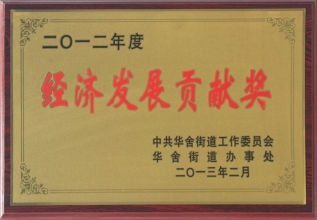 二〇一二年度
经济发展贡献奖
中共华舍街道工作委员会
华舍街道办事处
二〇一三年二月